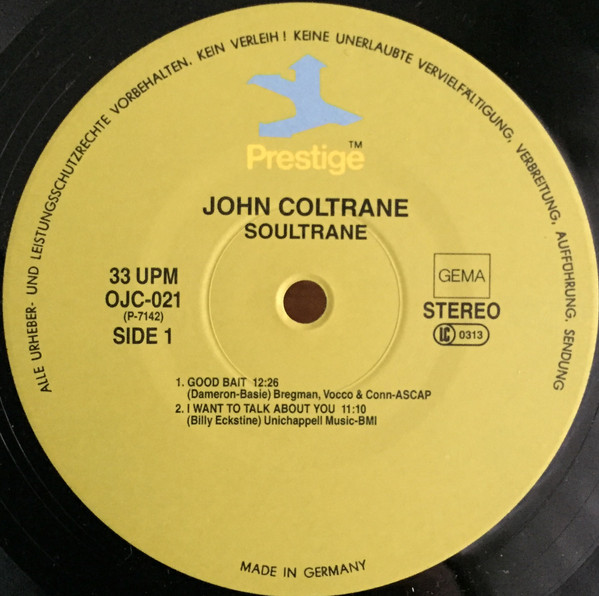 ALLE URHEBER- UND LEISTUNGSSCHUTZRECHTE VORBEHALTEN. KEIN VERLEIH! KEINE UNERLAUBTE VERVIELFÄLTIGUNG, VERBREITUNG, AUFFÜHRUNG, SENDUNG
Prestige™
JOHN COLTRANE
SOULTRANE
33 UPM
OJC-021
(P-7142)
SIDE 1
GEMA
STEREO
LC 0313
1. GOOD BAIT 12:26
(Dameron-Basie) Bregman, Vocco & Conn-ASCAP
2. I WANT TO TALK ABOUT YOU 11:10
(Billy Eckstine) Unichappell Music-BMI
MADE IN GERMANY